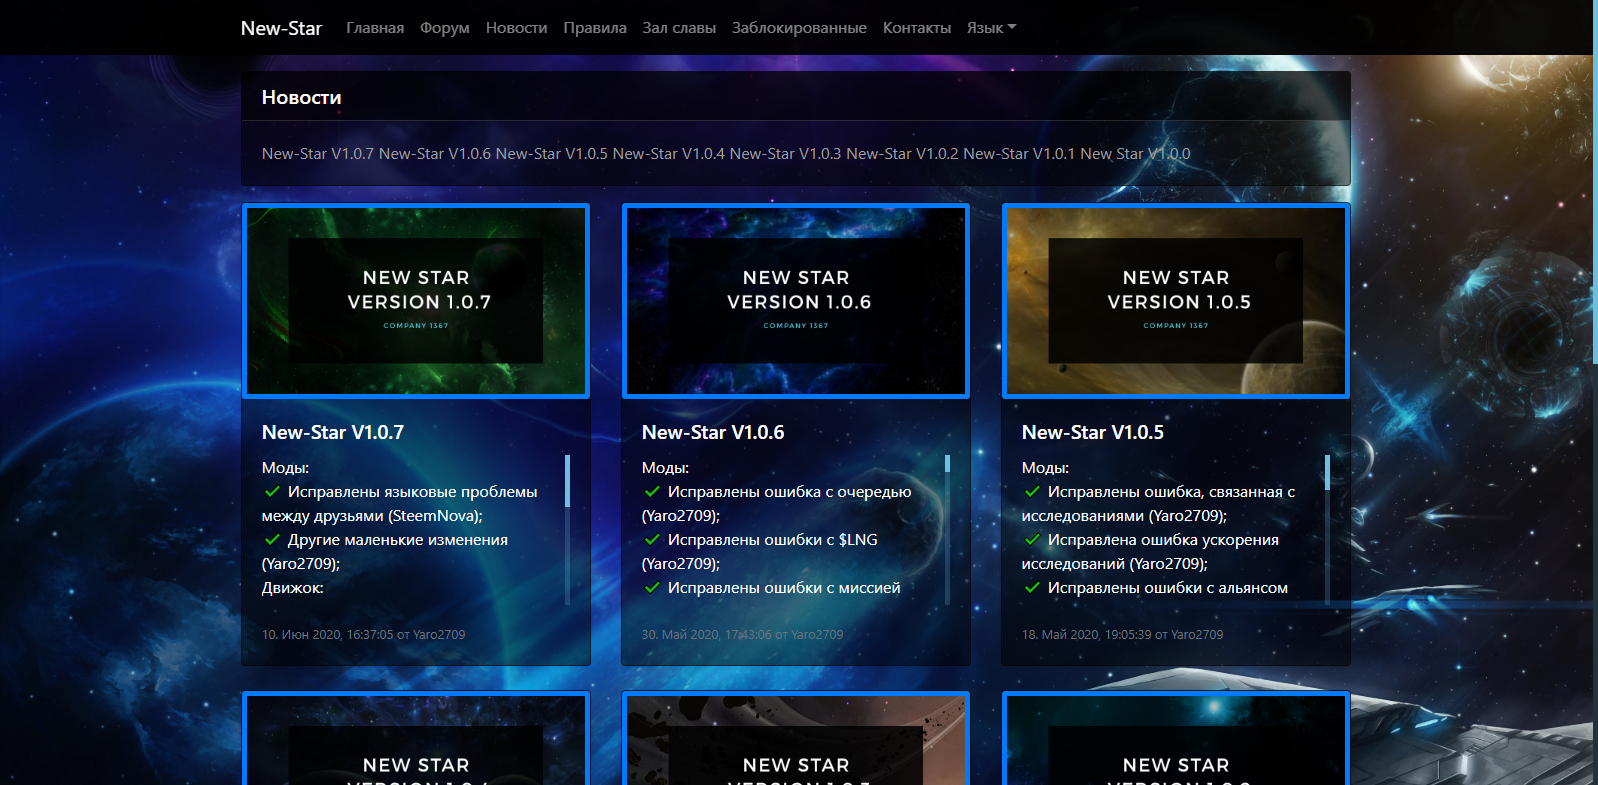 New-Star Главная Форум Новости Правила Зал славы Заблокированные Контакты Язык
Новости
New-Star V1.0.7 New-Star V1.0.6 New-Star V1.0.5 New-Star V1.0.4 New-Star V1.0.3 New-Star V1.0.2 New-Star V1.0.1 New Star V1.0.0
NEW STAR
VERSION 1.0.7
COMPANY 1367
New-Star V1.0.7
Моды:
Исправлены языковые проблемы
между друзьями (SteemNova);
Другие маленькие изменения
(Yaro2709);
Движок:
10. Июн 2020, 16:37:05 от Yaro2709
NEW STAR
VERSION 1.0.6
COMPANY 1367
New-Star V1.0.6
Моды:
Исправлены ошибка с очередью
(Yaro2709);
Исправлены ошибки с $LNG
(Yaro2709);
Исправлены ошибки с миссией
30. Май 2020, 17:43:06 от Yaro2709
NEW STAR
VERSION 1.0.5
COMPANY 1367
New-Star V1.0.5
Моды:
Исправлены ошибка, связанная с
исследованиями (Yaro2709);
Исправлена ошибка ускорения
исследований (Yaro2709);
Исправлены ошибки с альянсом
18. Май 2020, 19:05:39 от Yaro2709
NEW STAR
NEW STAR
NEW STAR